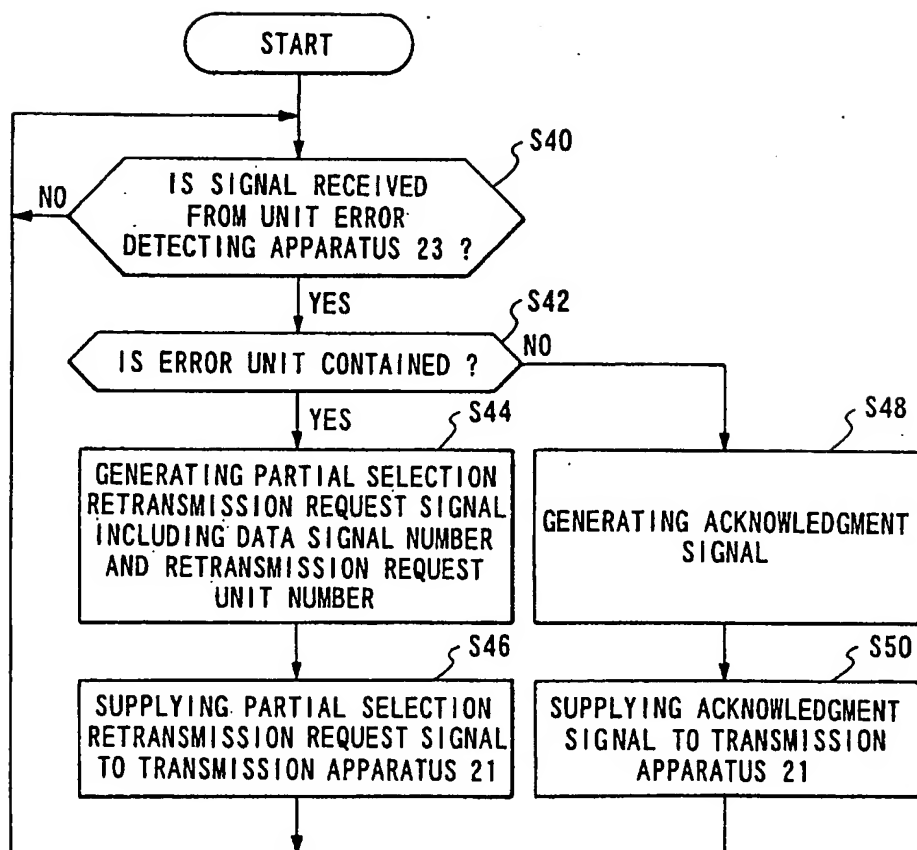 START
S40
NO
IS SIGNAL RECEIVED
FROM UNIT ERROR
DETECTING APPARATUS 23 ?
YES
S42
IS ERROR UNIT CONTAINED ?
NO
YES
S44
S48
GENERATING PARTIAL SELECTION
RETRANSMISSION REQUEST SIGNAL
INCLUDING DATA SIGNAL NUMBER
AND RETRANSMISSION REQUEST
UNIT NUMBER
GENERATING ACKNOWLEDGMENT
SIGNAL
S46
S50
SUPPLYING PARTIAL SELECTION
RETRANSMISSION REQUEST SIGNAL
TO TRANSMISSION APPARATUS 21
SUPPLYING ACKNOWLEDGMENT
SIGNAL TO TRANSMISSION
APPARATUS 21